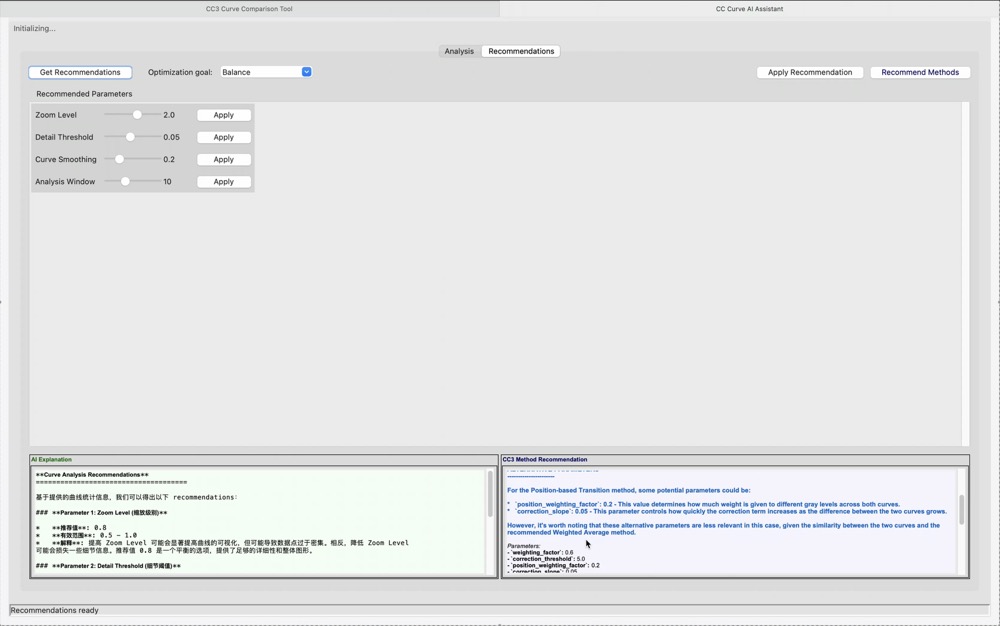 CC3 Curve Comparison Tool
CC Curve AI Assistant
Initializing...
Analysis
Recommendations
Get Recommendations
Optimization goal:
Balance
Apply Recommendation
Recommend Methods
Recommended Parameters
Zoom Level 2.0 Apply
Detail Threshold 0.05 Apply
Curve Smoothing 0.2 Apply
Analysis Window 10 Apply
AI Explanation
**Curve Analysis Recommendations**
=====================================
基于提供的曲线统计信息，我们可以得出以下 recommendations：
### **Parameter 1: Zoom Level (缩放级别)**
* **推荐值**: 0.8
* **有效范围**: 0.5 - 1.0
* **解释**: 提高 Zoom Level 可能会显著提高曲线的可视化，但可能导致数据点过于密集。相反，降低 Zoom Level
可能会损失一些细节信息。推荐值 0.8 是一个平衡的选项，提供了足够的详细性和整体图形。
### **Parameter 2: Detail Threshold (细节阈值)**
CC3 Method Recommendation
------------------------
For the Position-based Transition method, some potential parameters could be:
* `position_weighting_factor`: 0.2 - This value determines how much weight is given to different gray levels across both curves.
* `correction_slope`: 0.05 - This parameter controls how quickly the correction term increases as the difference between the two curves grows.
However, it's worth noting that these alternative parameters are less relevant in this case, given the similarity between the two curves and the
recommended Weighted Average method.
Parameters:
- `weighting_factor`: 0.6
- `correction_threshold`: 5.0
- `position_weighting_factor`: 0.2
- `correction_slope`: 0.05
Recommendations ready